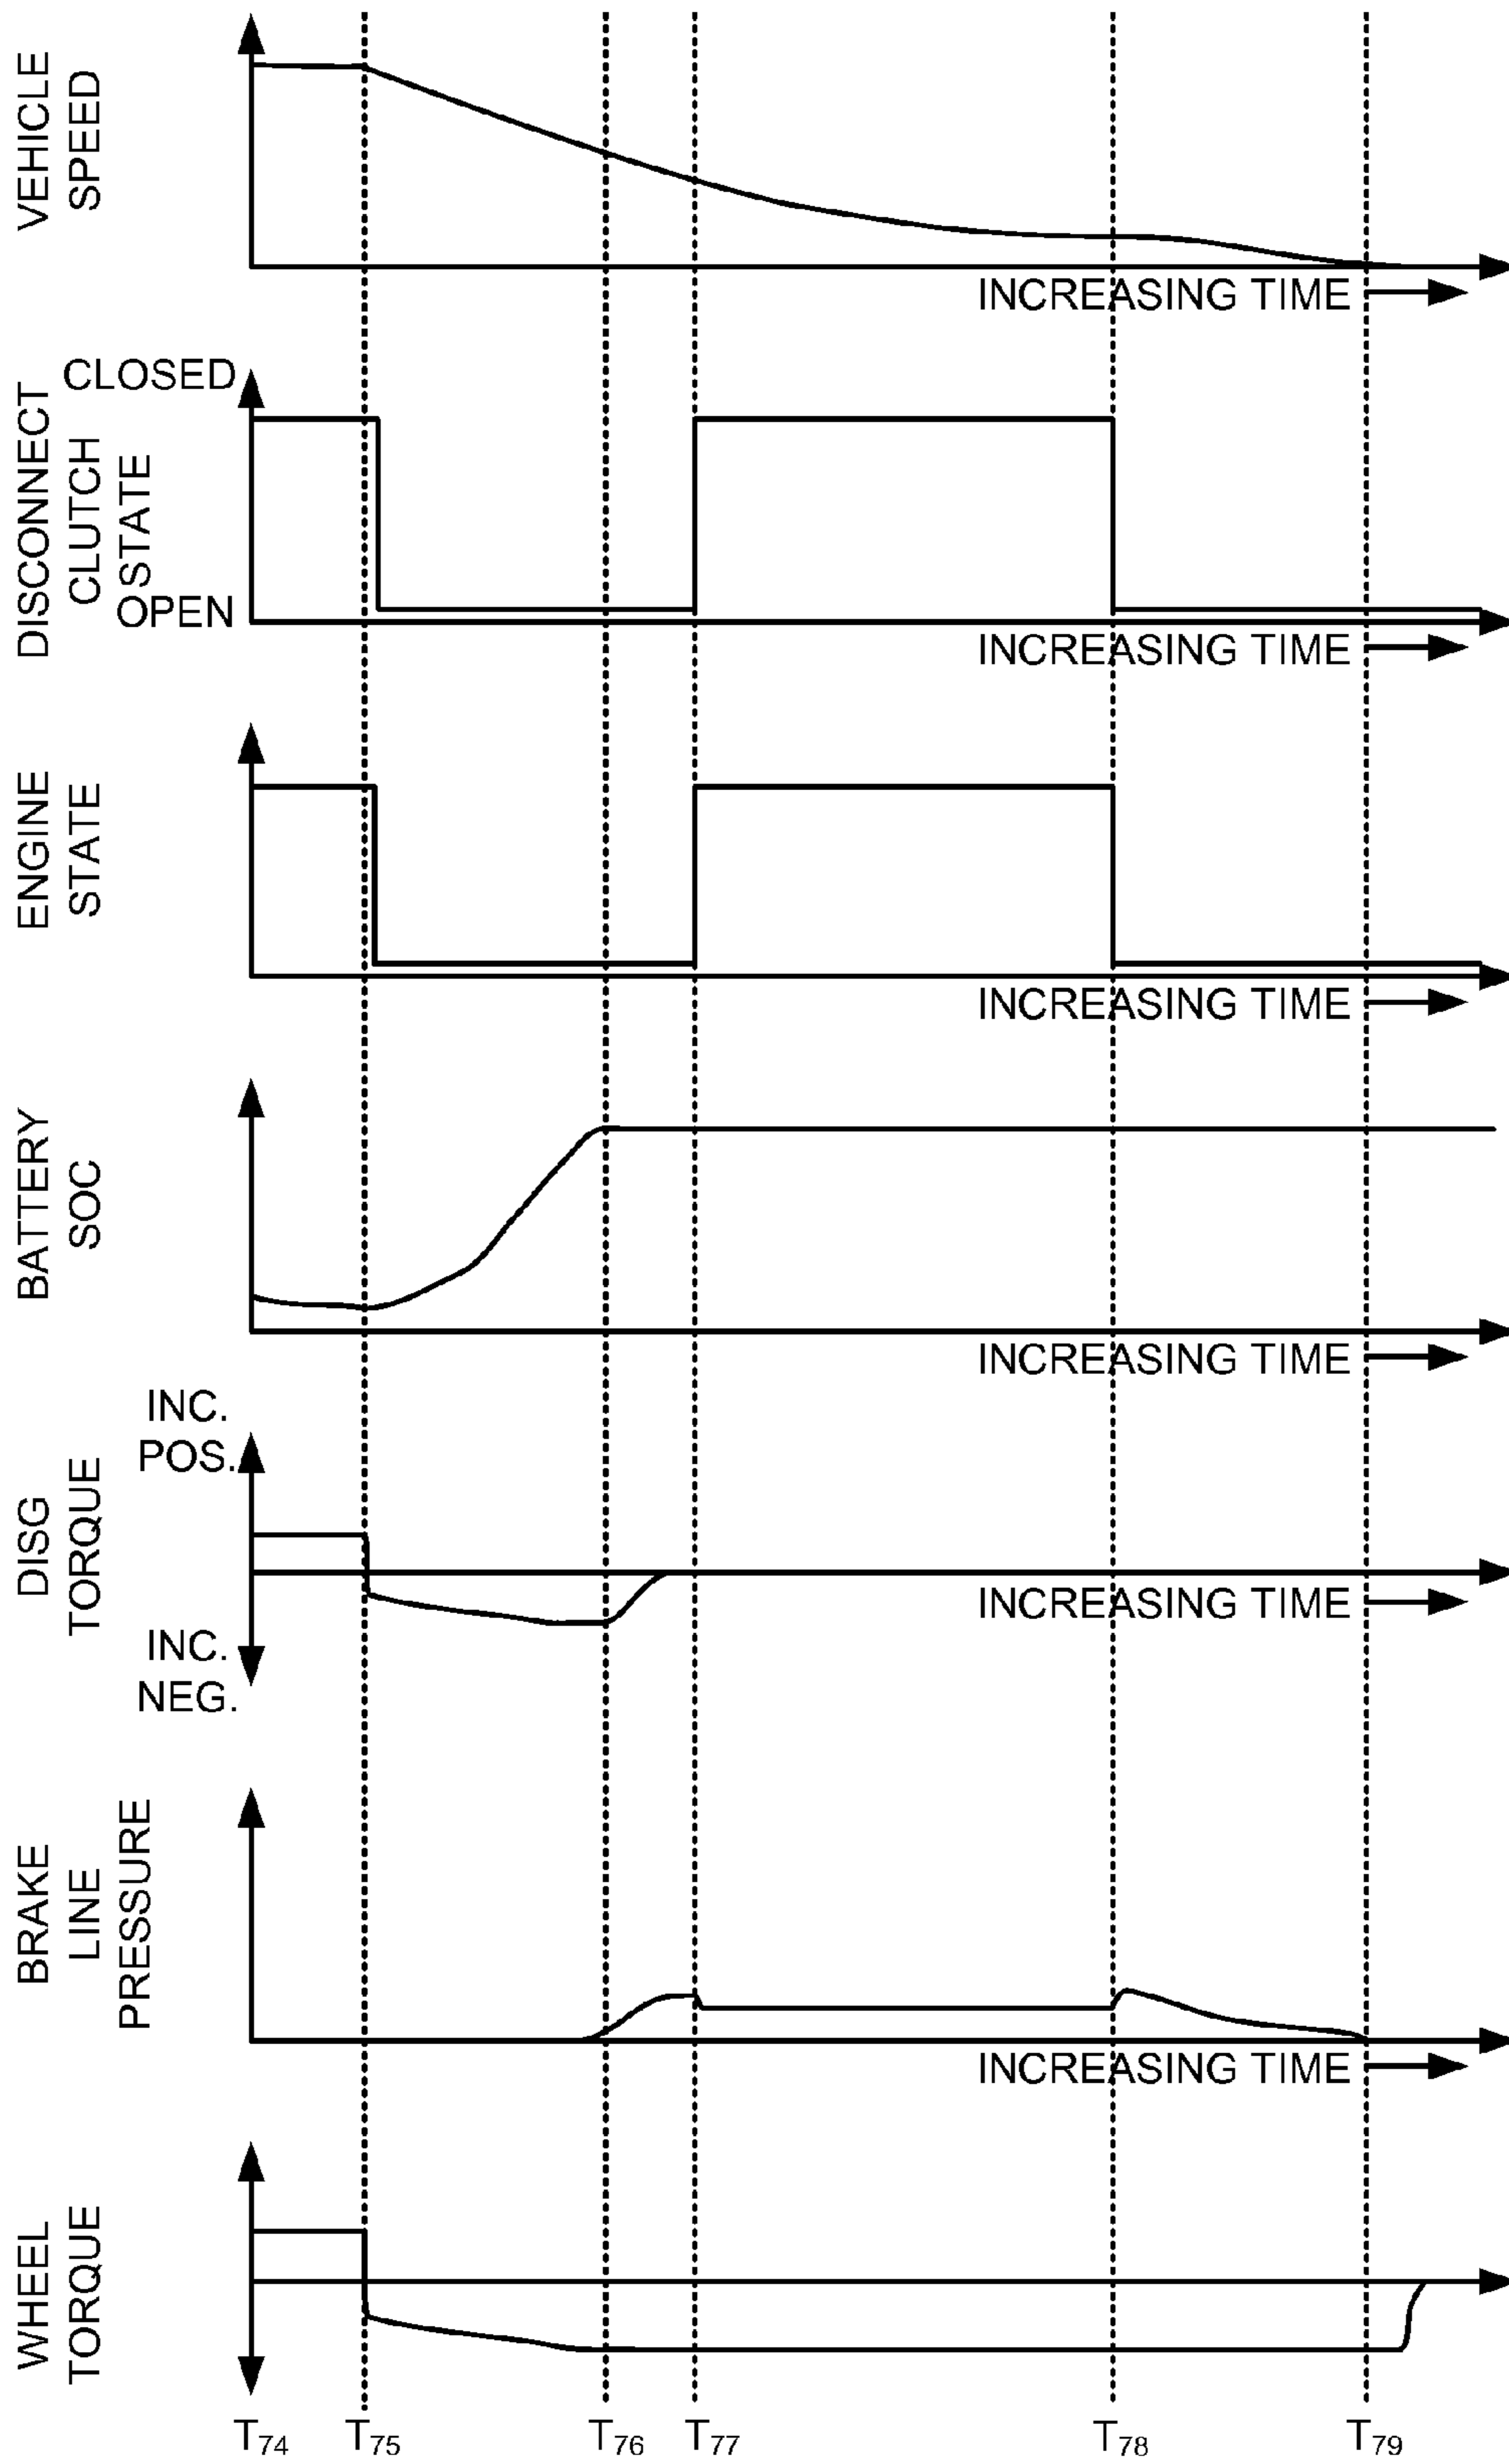 VEHICLE
SPEED
INCREASING TIME
DISCONNECT
CLUTCH
STATE
CLOSED
OPEN
INCREASING TIME
ENGINE
STATE
INCREASING TIME
BATTERY
SOC
INCREASING TIME
DISG
TORQUE
INC.
POS.
INC.
NEG.
INCREASING TIME
BRAKE
LINE
PRESSURE
INCREASING TIME
WHEEL
TORQUE
T74 T75 T76 T77 T78 T79